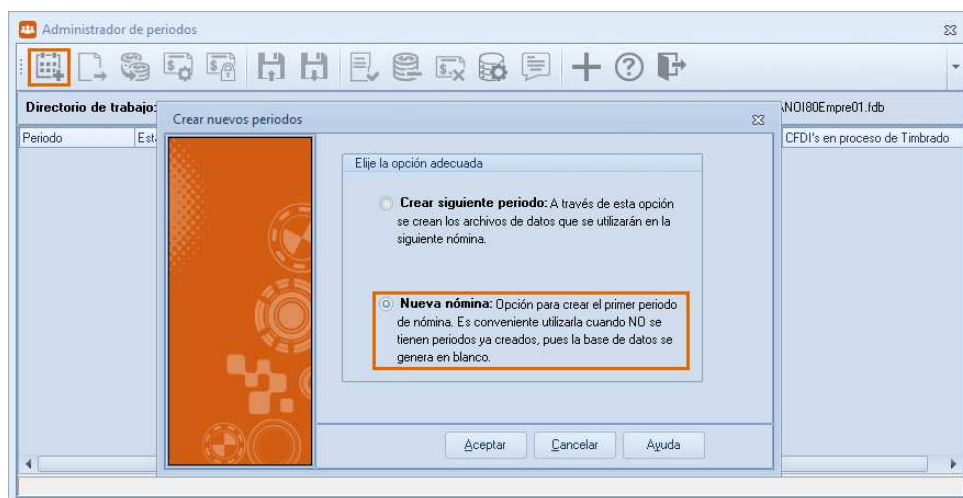 Administrador de periodos
Directorio de trabajo:
\NOI80Empre01.fdb
Periodo
CFDI's en proceso de Timbrado
Crear nuevos periodos
Elije la opción adecuada
Crear siguiente periodo: A través de esta opción
se crean los archivos de datos que se utilizarán en la
siguiente nómina.
Nueva nómina: Opción para crear el primer periodo
de nómina. Es conveniente utilizarla cuando NO se
tienen periodos ya creados, pues la base de datos se
genera en blanco.
Aceptar
Cancelar
Ayuda